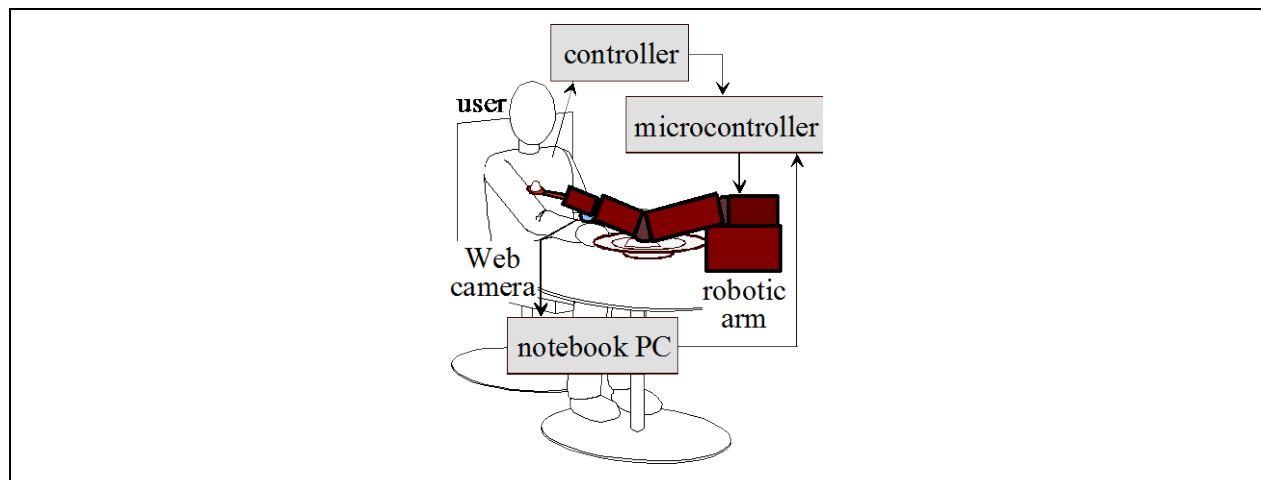 controller
user
microcontroller
Web
camera
robotic
arm
notebook PC